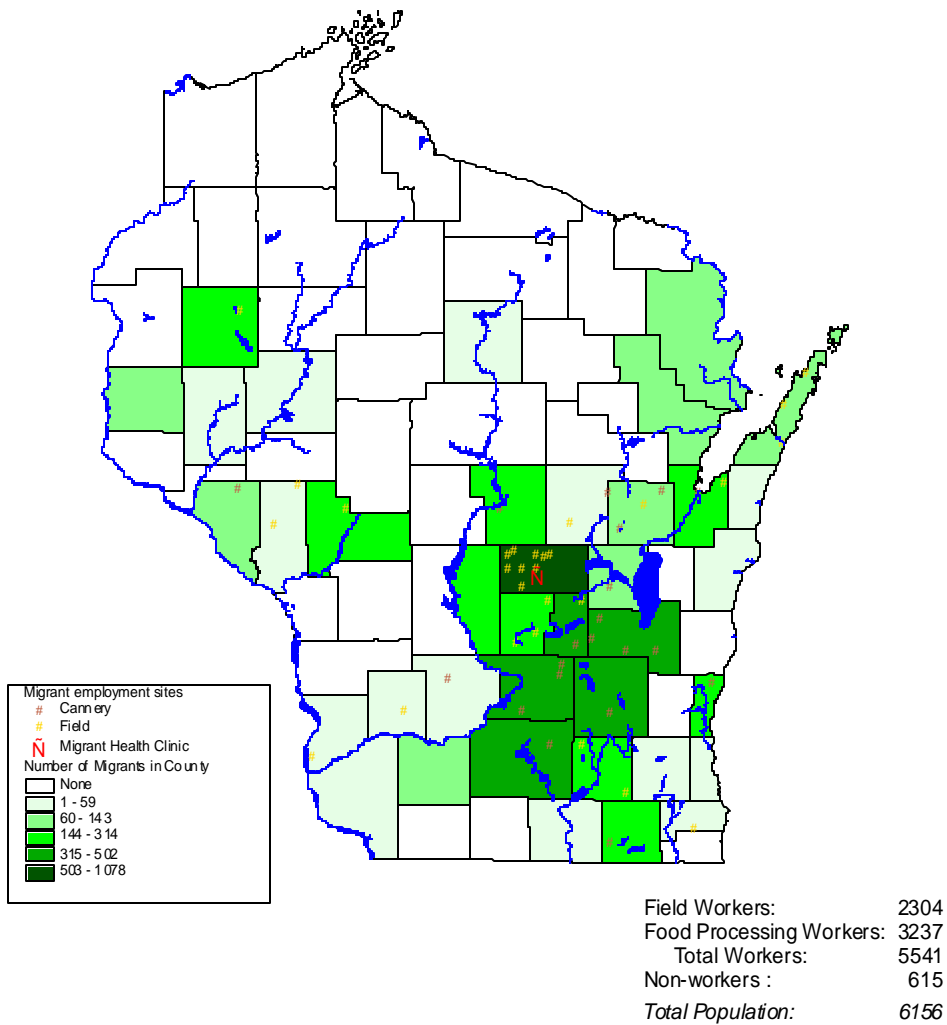 Migrant employment sites
# Cannery
# Field
Ñ Migrant Health Clinic
Number of Migrants in County
None
1 - 59
60 - 143
144 - 314
315 - 502
503 - 1078
Field Workers: 2304
Food Processing Workers: 3237
Total Workers: 5541
Non-workers : 615
Total Population: 6156